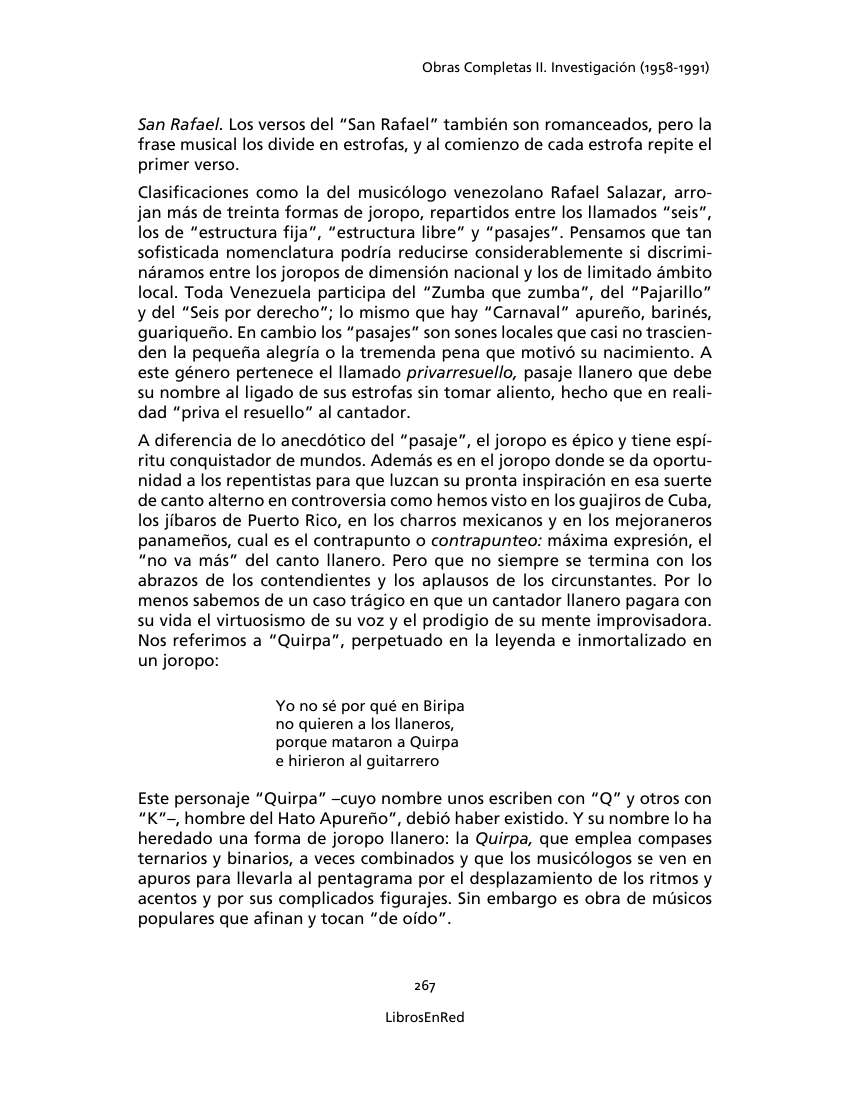 Obras Completas II. Investigación (1958-1991)
San Rafael. Los versos del “San Rafael” también son romanceados, pero la
frase musical los divide en estrofas, y al comienzo de cada estrofa repite el
primer verso.
Clasificaciones como la del musicólogo venezolano Rafael Salazar, arro-
jan más de treinta formas de joropo, repartidos entre los llamados “seis”,
los de “estructura fija”, “estructura libre” y “pasajes”. Pensamos que tan
sofisticada nomenclatura podría reducirse considerablemente si discrimi-
náramos entre los joropos de dimensión nacional y los de limitado ámbito
local. Toda Venezuela participa del “Zumba que zumba”, del “Pajarillo”
y del “Seis por derecho”; lo mismo que hay “Carnaval” apureño, barinés,
guariqueño. En cambio los “pasajes” son sones locales que casi no trascien-
den la pequeña alegría o la tremenda pena que motivó su nacimiento. A
este género pertenece el llamado privarresuello, pasaje llanero que debe
su nombre al ligado de sus estrofas sin tomar aliento, hecho que en reali-
dad “priva el resuello” al cantador.
A diferencia de lo anecdótico del “pasaje”, el joropo es épico y tiene espí-
ritu conquistador de mundos. Además es en el joropo donde se da oportu-
nidad a los repentistas para que luzcan su pronta inspiración en esa suerte
de canto alterno en controversia como hemos visto en los guajiros de Cuba,
los jíbaros de Puerto Rico, en los charros mexicanos y en los mejoraneros
panameños, cual es el contrapunto o contrapunteo: máxima expresión, el
“no va más” del canto llanero. Pero que no siempre se termina con los
abrazos de los contendientes y los aplausos de los circunstantes. Por lo
menos sabemos de un caso trágico en que un cantador llanero pagara con
su vida el virtuosismo de su voz y el prodigio de su mente improvisadora.
Nos referimos a “Quirpa”, perpetuado en la leyenda e inmortalizado en
un joropo:
Yo no sé por qué en Biripa
no quieren a los llaneros,
porque mataron a Quirpa
e hirieron al guitarrero
Este personaje “Quirpa” –cuyo nombre unos escriben con “Q” y otros con
“K”–, hombre del Hato Apureño”, debió haber existido. Y su nombre lo ha
heredado una forma de joropo llanero: la Quirpa, que emplea compases
ternarios y binarios, a veces combinados y que los musicólogos se ven en
apuros para llevarla al pentagrama por el desplazamiento de los ritmos y
acentos y por sus complicados figurajes. Sin embargo es obra de músicos
populares que afinan y tocan “de oído”.
267
LibrosEnRed